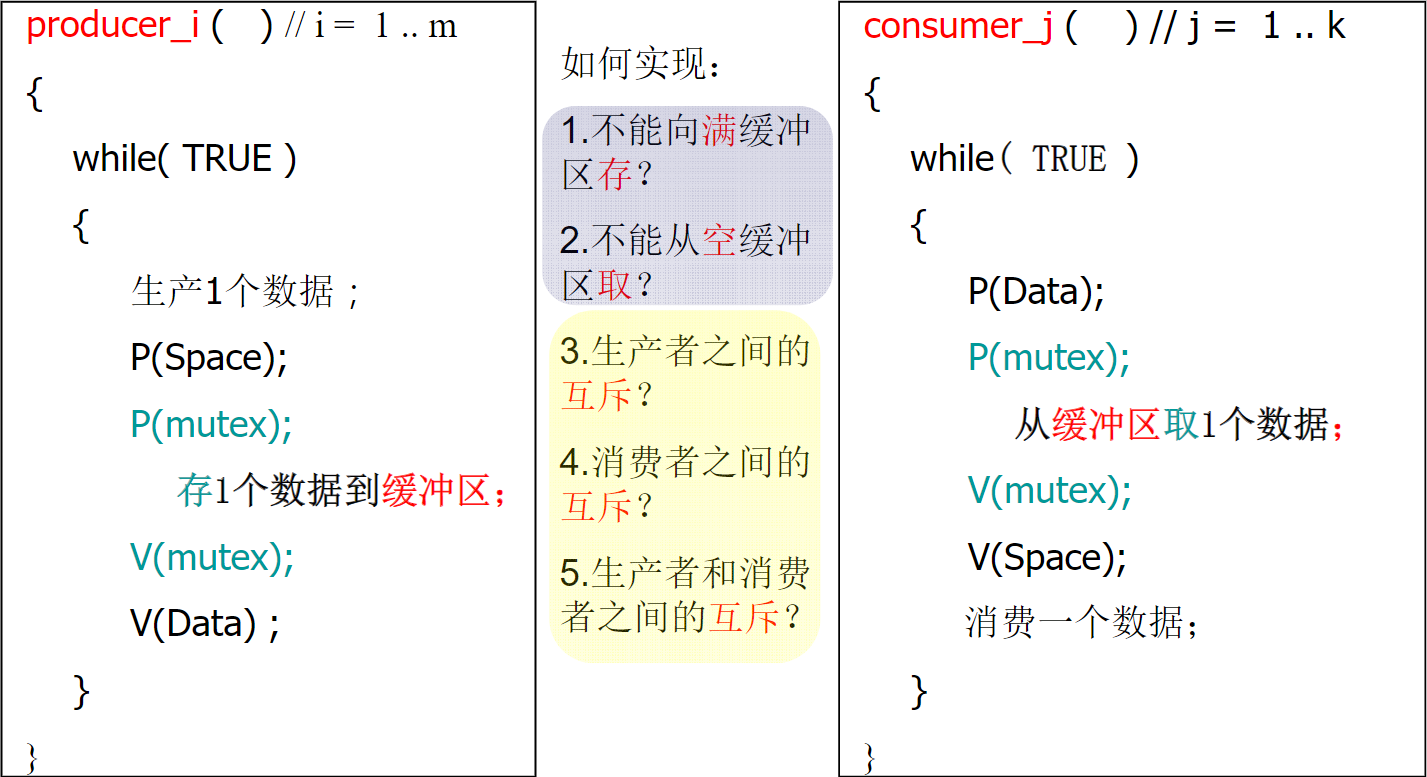 producer_i (   ) // i =  1 .. m
{
while( TRUE )
{
生产1个数据 ;
P(Space);
P(mutex);
存1个数据到缓冲区;
V(mutex);
V(Data) ;
}
}
如何实现:
1.不能向满缓冲
区存?
2.不能从空缓冲
区取?
3.生产者之间的
互斥?
4.消费者之间的
互斥?
5.生产者和消费
者之间的互斥?
consumer_j (    ) // j =  1 .. k
{
while( TRUE )
{
P(Data);
P(mutex);
从缓冲区取1个数据;
V(mutex);
V(Space);
消费一个数据;
}
}